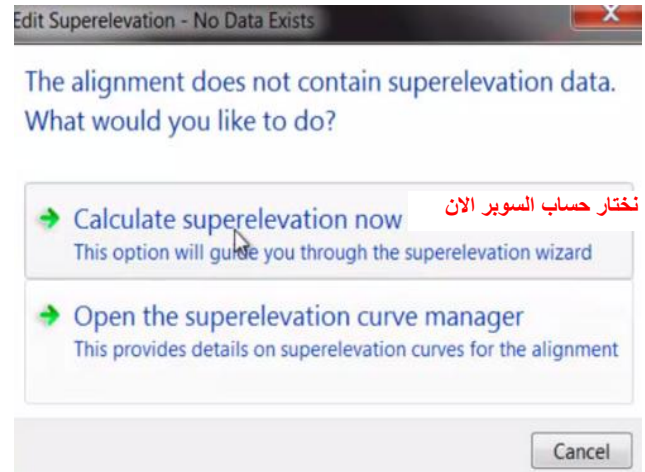 Edit Superelevation - No Data Exists
The alignment does not contain superelevation data.
What would you like to do?
Calculate superelevation now
نختار حساب السوبر الان
This option will guide you through the superelevation wizard
Open the superelevation curve manager
This provides details on superelevation curves for the alignment
Cancel